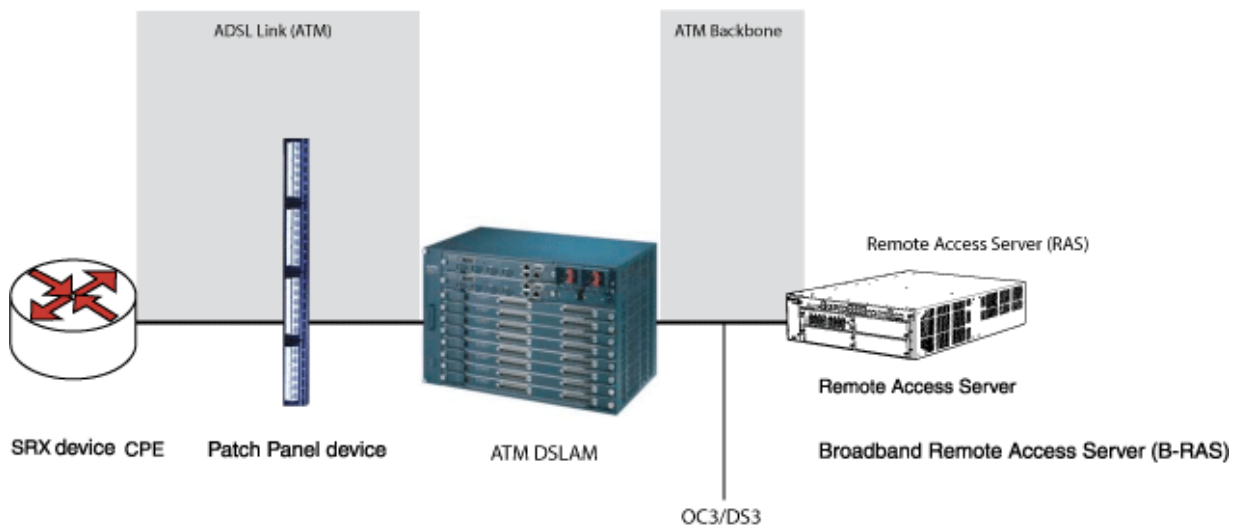 ADSL Link (ATM)
ATM Backbone
Remote Access Server (RAS)
Remote Access Server
SRX device CPE
Patch Panel device
ATM DSLAM
Broadband Remote Access Server (B-RAS)
OC3/DS3